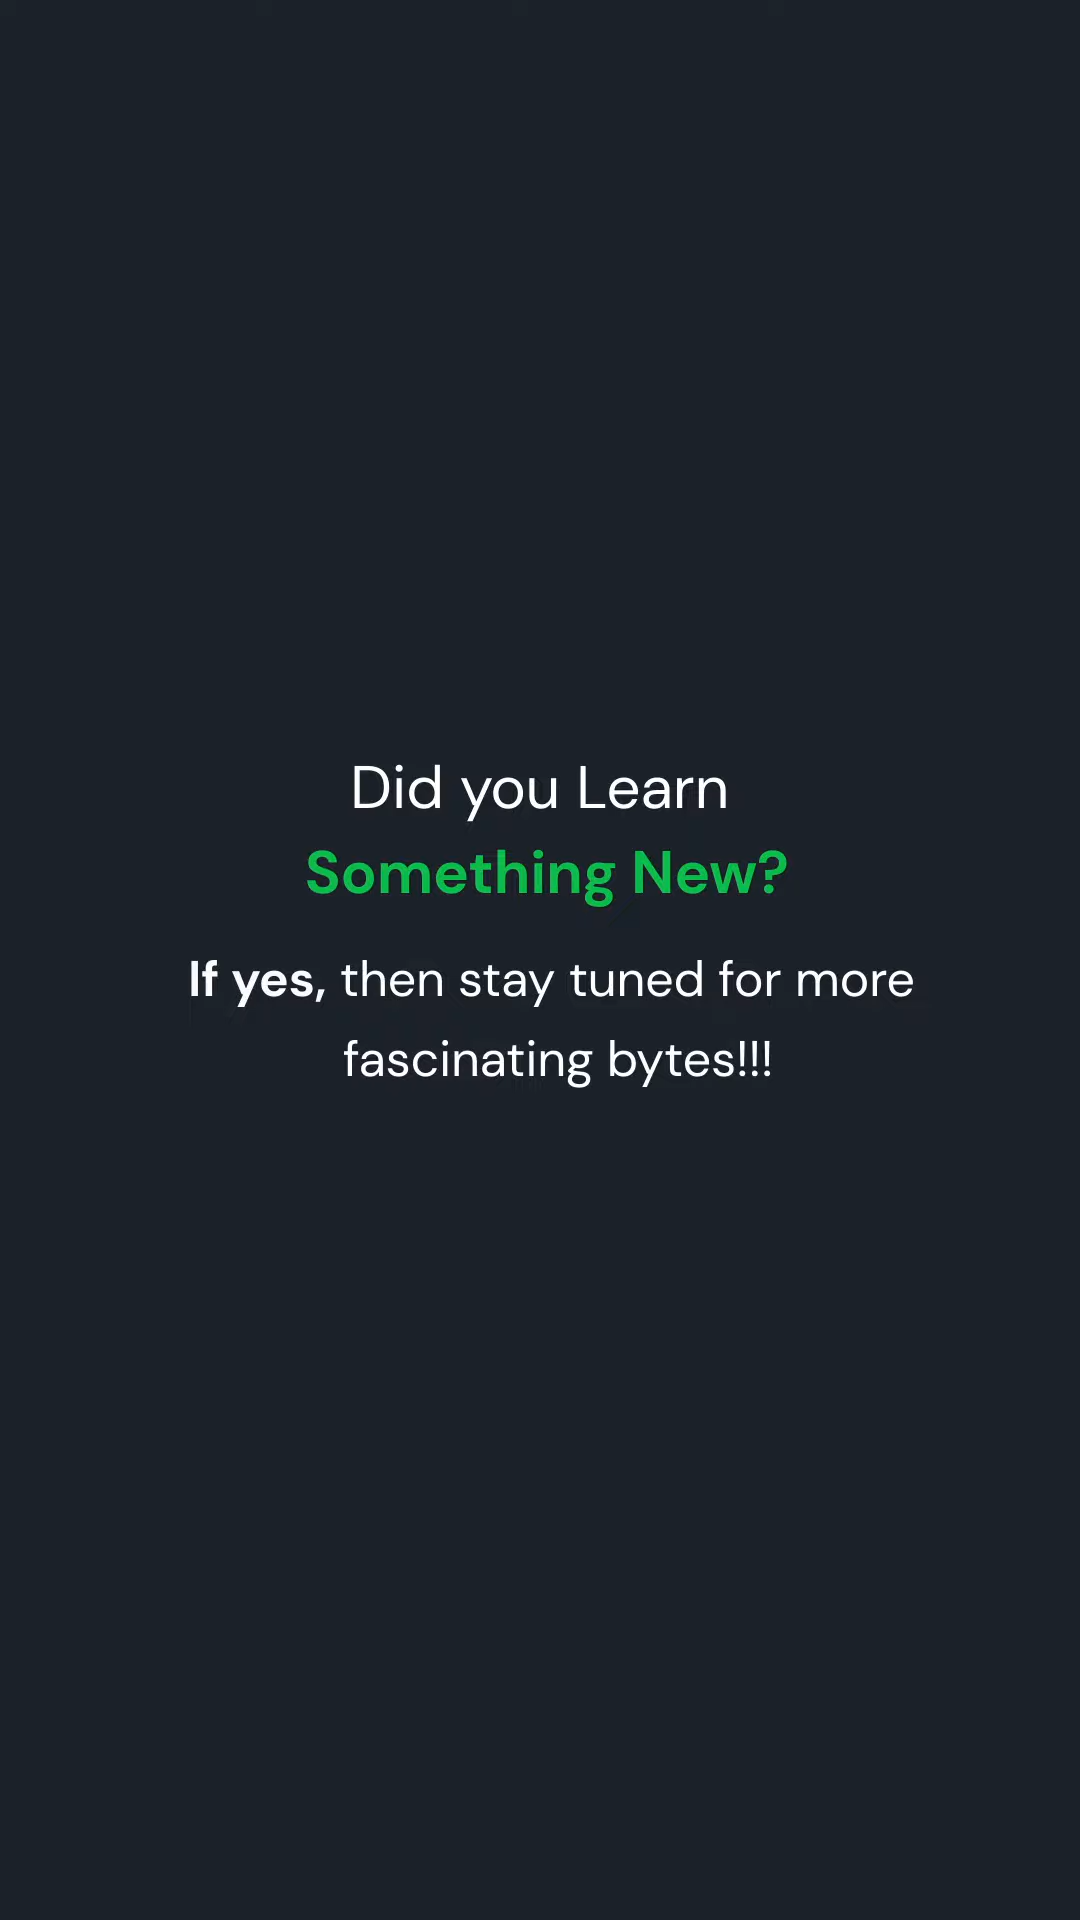 Did you Learn
Something New?
If yes, then stay tuned for more
fascinating bytes!!!